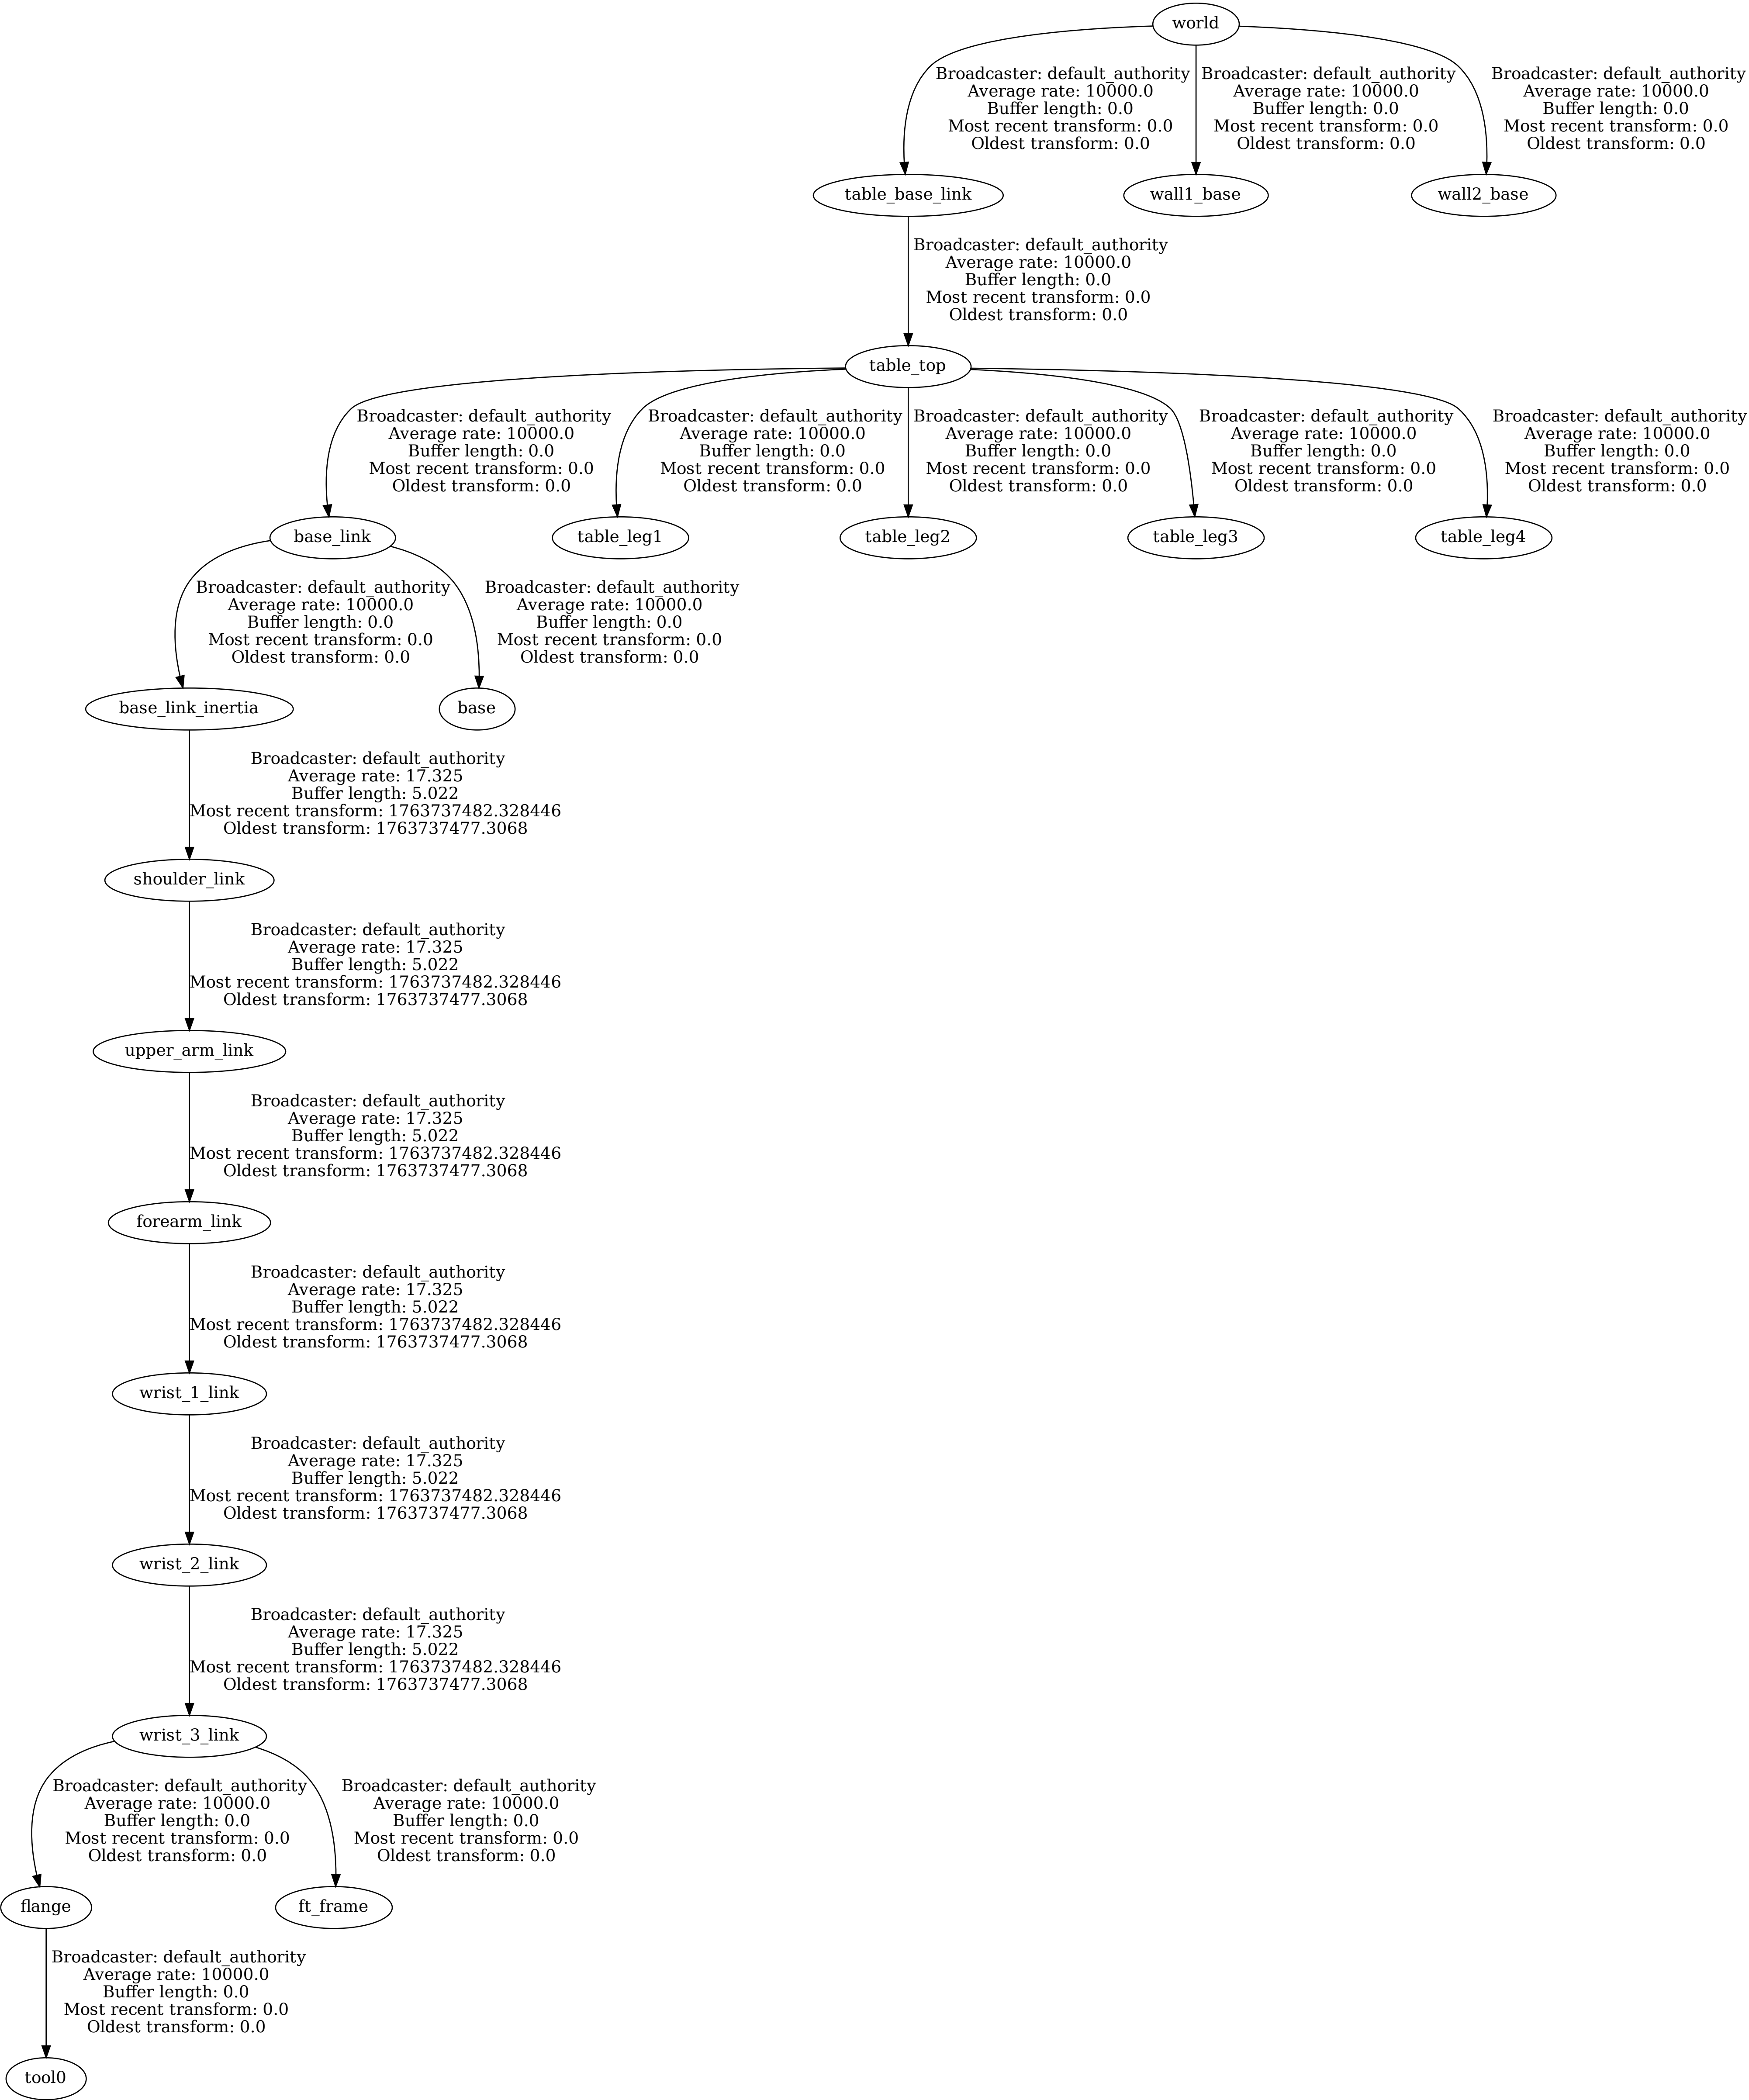 world
Broadcaster: default_authority
Average rate: 10000.0
Buffer length: 0.0
Most recent transform: 0.0
Oldest transform: 0.0
Broadcaster: default_authority
Average rate: 10000.0
Buffer length: 0.0
Most recent transform: 0.0
Oldest transform: 0.0
Broadcaster: default_authority
Average rate: 10000.0
Buffer length: 0.0
Most recent transform: 0.0
Oldest transform: 0.0
table_base_link
wall1_base
wall2_base
Broadcaster: default_authority
Average rate: 10000.0
Buffer length: 0.0
Most recent transform: 0.0
Oldest transform: 0.0
table_top
Broadcaster: default_authority
Average rate: 10000.0
Buffer length: 0.0
Most recent transform: 0.0
Oldest transform: 0.0
Broadcaster: default_authority
Average rate: 10000.0
Buffer length: 0.0
Most recent transform: 0.0
Oldest transform: 0.0
Broadcaster: default_authority
Average rate: 10000.0
Buffer length: 0.0
Most recent transform: 0.0
Oldest transform: 0.0
Broadcaster: default_authority
Average rate: 10000.0
Buffer length: 0.0
Most recent transform: 0.0
Oldest transform: 0.0
Broadcaster: default_authority
Average rate: 10000.0
Buffer length: 0.0
Most recent transform: 0.0
Oldest transform: 0.0
base_link
table_leg1
table_leg2
table_leg3
table_leg4
Broadcaster: default_authority
Average rate: 10000.0
Buffer length: 0.0
Most recent transform: 0.0
Oldest transform: 0.0
Broadcaster: default_authority
Average rate: 10000.0
Buffer length: 0.0
Most recent transform: 0.0
Oldest transform: 0.0
base_link_inertia
base
Broadcaster: default_authority
Average rate: 17.325
Buffer length: 5.022
Most recent transform: 1763737482.328446
Oldest transform: 1763737477.3068
shoulder_link
Broadcaster: default_authority
Average rate: 17.325
Buffer length: 5.022
Most recent transform: 1763737482.328446
Oldest transform: 1763737477.3068
upper_arm_link
Broadcaster: default_authority
Average rate: 17.325
Buffer length: 5.022
Most recent transform: 1763737482.328446
Oldest transform: 1763737477.3068
forearm_link
Broadcaster: default_authority
Average rate: 17.325
Buffer length: 5.022
Most recent transform: 1763737482.328446
Oldest transform: 1763737477.3068
wrist_1_link
Broadcaster: default_authority
Average rate: 17.325
Buffer length: 5.022
Most recent transform: 1763737482.328446
Oldest transform: 1763737477.3068
wrist_2_link
Broadcaster: default_authority
Average rate: 17.325
Buffer length: 5.022
Most recent transform: 1763737482.328446
Oldest transform: 1763737477.3068
wrist_3_link
Broadcaster: default_authority
Average rate: 10000.0
Buffer length: 0.0
Most recent transform: 0.0
Oldest transform: 0.0
Broadcaster: default_authority
Average rate: 10000.0
Buffer length: 0.0
Most recent transform: 0.0
Oldest transform: 0.0
flange
ft_frame
Broadcaster: default_authority
Average rate: 10000.0
Buffer length: 0.0
Most recent transform: 0.0
Oldest transform: 0.0
tool0